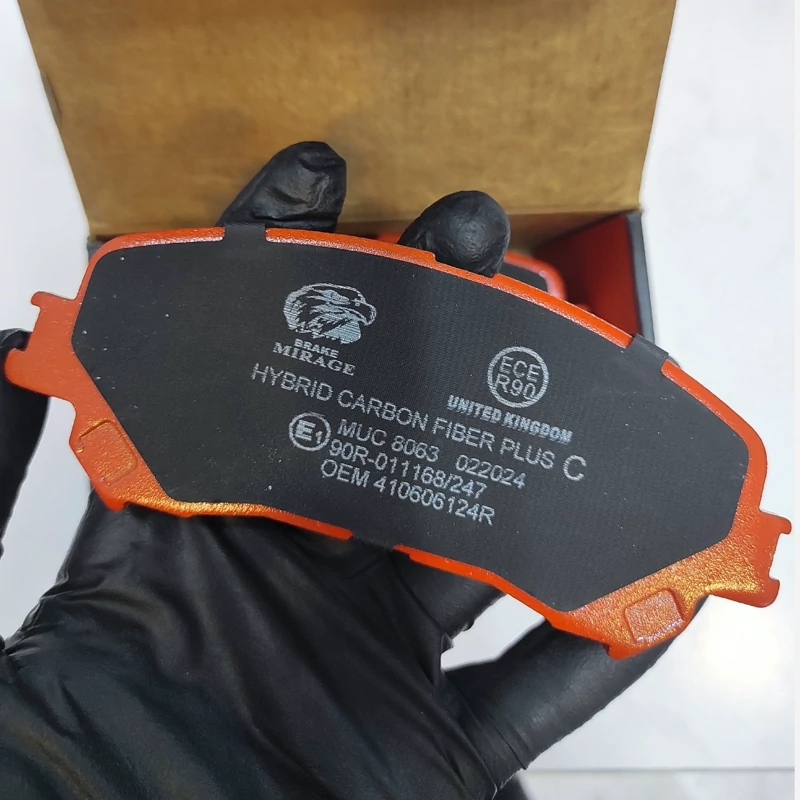 BRAKE
MIRAGE
ECE
R90
UNITED KINGDOM
HYBRID CARBON FIBER PLUS C
E1
MUC 8063 022024
90R-011168/247
OEM 410606124R